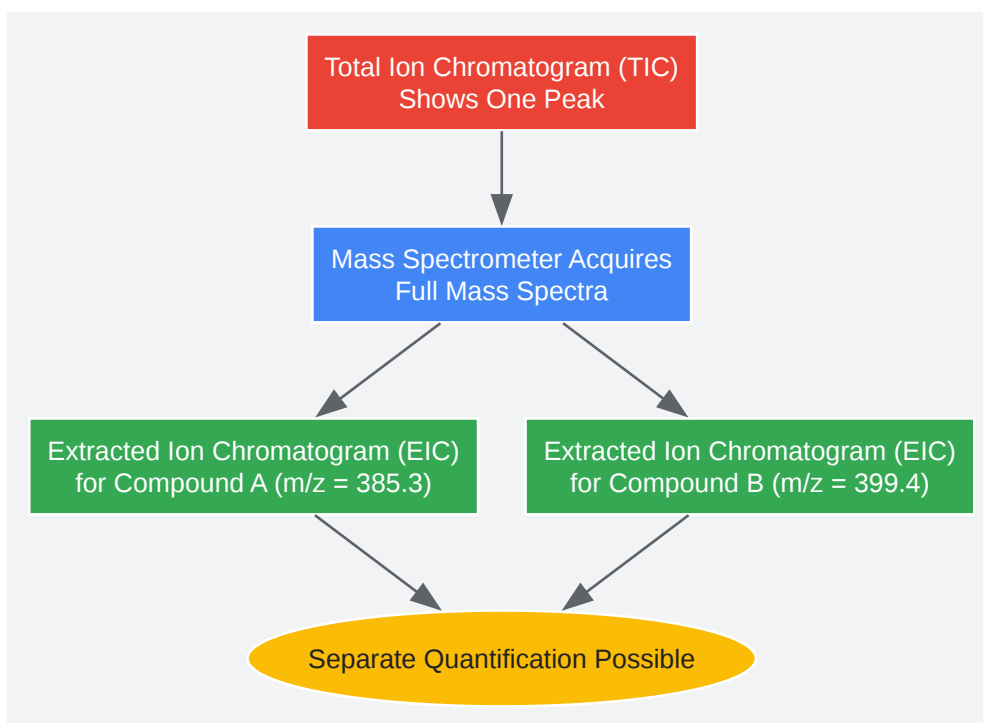 Total Ion Chromatogram (TIC)
Shows One Peak
Mass Spectrometer Acquires
Full Mass Spectra
Extracted Ion Chromatogram (EIC)
for Compound A (m/z = 385.3)
Extracted Ion Chromatogram (EIC)
for Compound B (m/z = 399.4)
Separate Quantification Possible